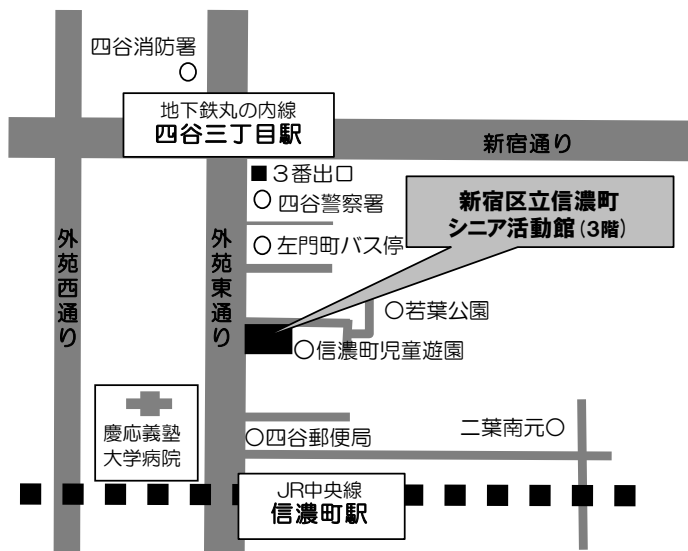 四谷消防署
地下鉄丸の内線
四谷三丁目駅
新宿通り
■３番出口
四谷警察署
新宿区立信濃町
シニア活動館(3階)
左門町バス停
外苑西通り
外苑東通り
若葉公園
信濃町児童遊園
慶応義塾
大学病院
四谷郵便局
二葉南元
JR中央線
信濃町駅